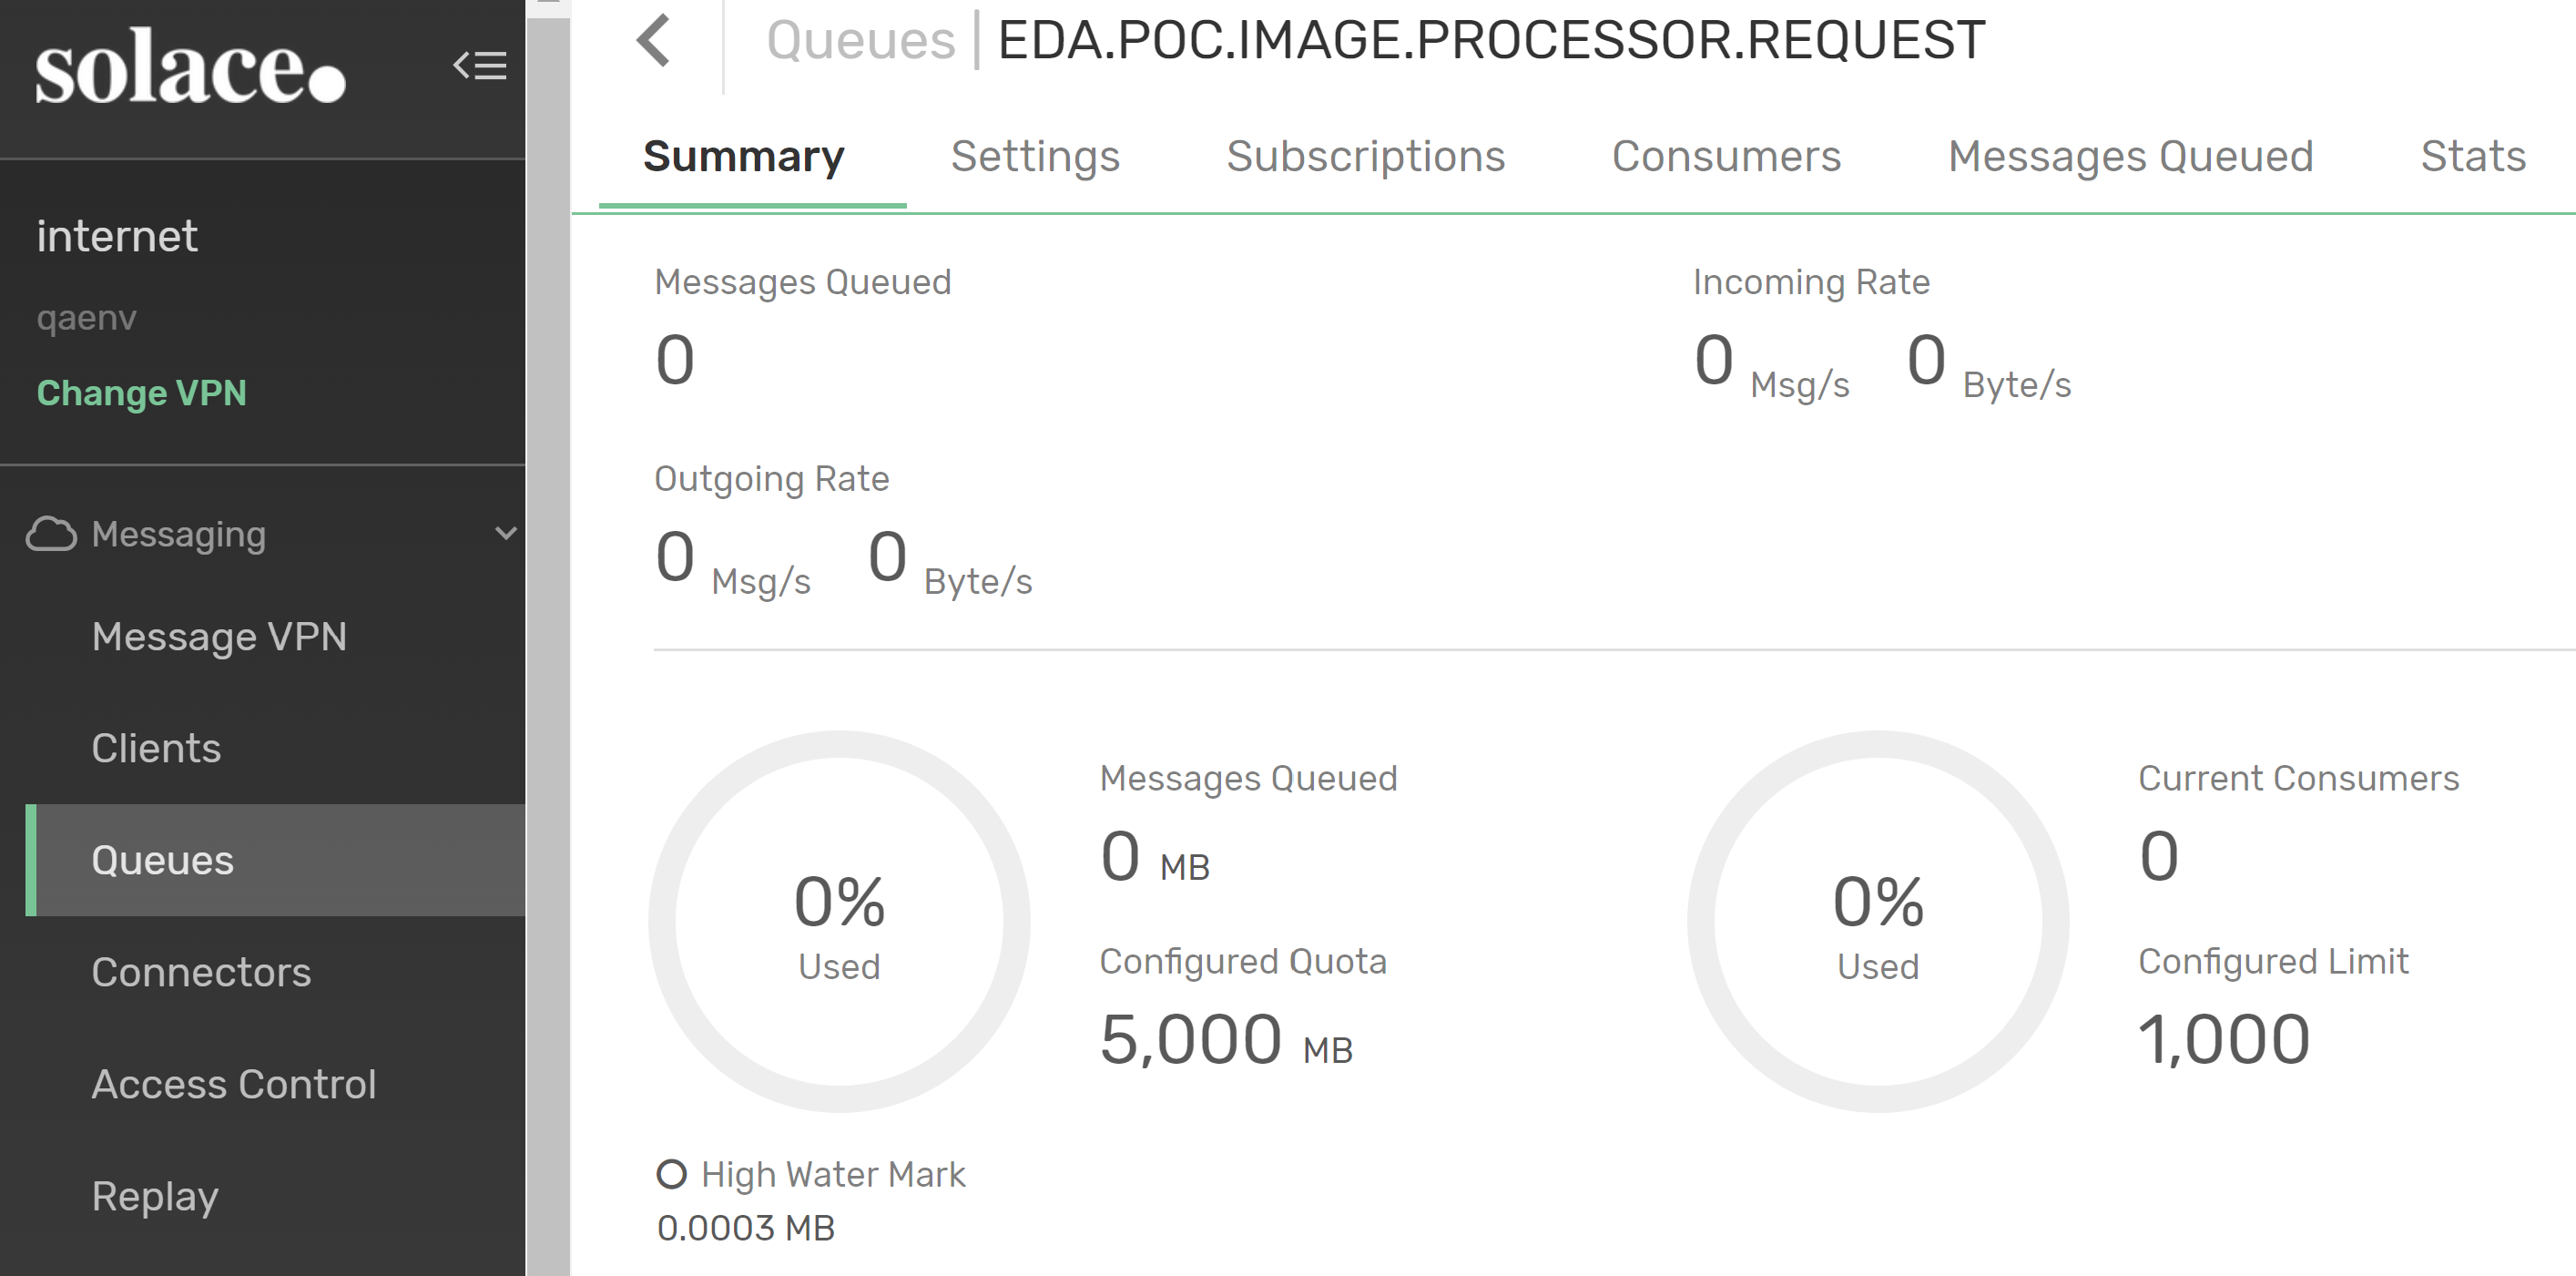 solace.
internet
qaenv
Change VPN
Messaging
Message VPN
Clients
Queues
Connectors
Access Control
Replay
Queues | EDA.POC.IMAGE.PROCESSOR.REQUEST
Summary Settings Subscriptions Consumers Messages Queued Stats
Messages Queued
0
Incoming Rate
0 Msg/s 0 Byte/s
Outgoing Rate
0 Msg/s 0 Byte/s
0%
Used
Messages Queued
0 MB
Configured Quota
5,000 MB
High Water Mark
0.0003 MB
0%
Used
Current Consumers
0
Configured Limit
1,000